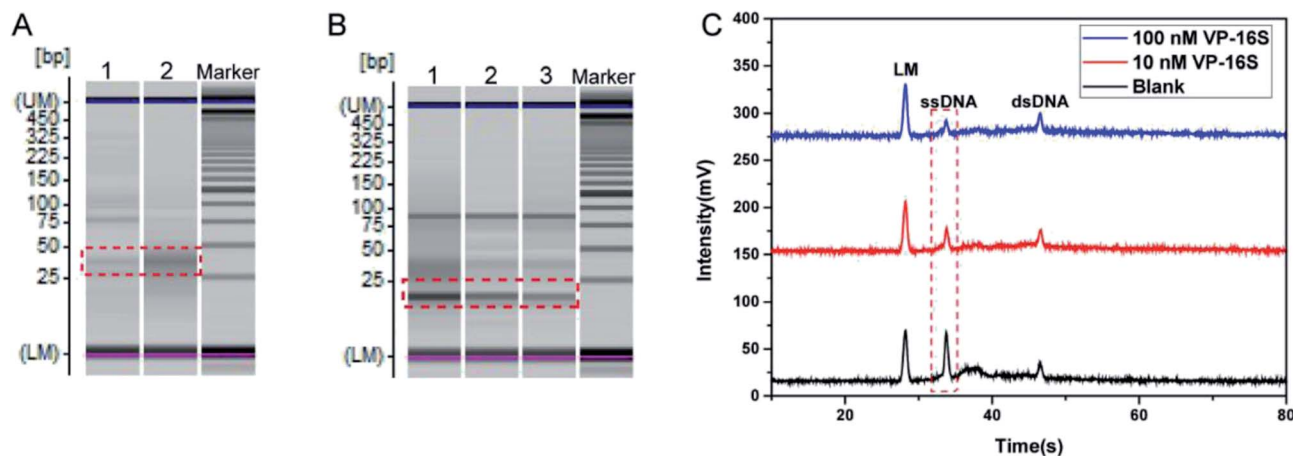 A
[bp]
1 2 Marker
(UM)
450
325
225
150
100
75
50
25
(LM)
B
[bp]
1 2 3 Marker
(UM)
450
325
225
150
100
75
50
25
(LM)
C
400
350
300
250
200
150
100
50
0
Intensity(mV)
100 nM VP-16S
10 nM VP-16S
Blank
LM
ssDNA
dsDNA
20 40 60 80
Time(s)